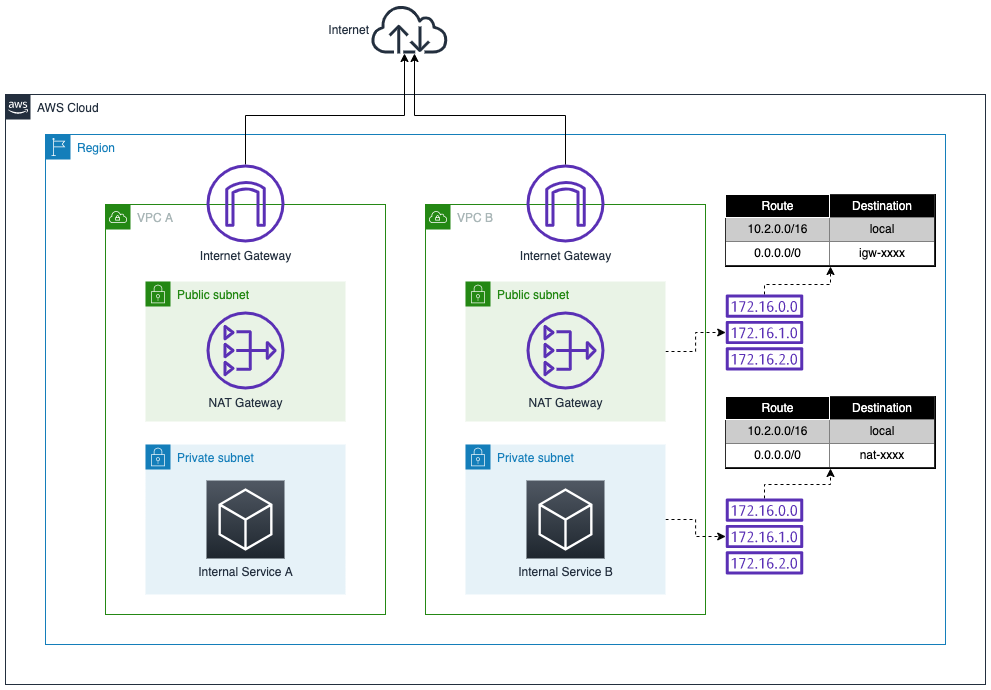 Internet
aws
AWS Cloud
Region
VPC A
Internet Gateway
Public subnet
NAT Gateway
Private subnet
Internal Service A
VPC B
Internet Gateway
Public subnet
NAT Gateway
Private subnet
Internal Service B
Route Destination
10.2.0.0/16 local
0.0.0.0/0 igw-xxxx
172.16.0.0
172.16.1.0
172.16.2.0
Route Destination
10.2.0.0/16 local
0.0.0.0/0 nat-xxxx
172.16.0.0
172.16.1.0
172.16.2.0